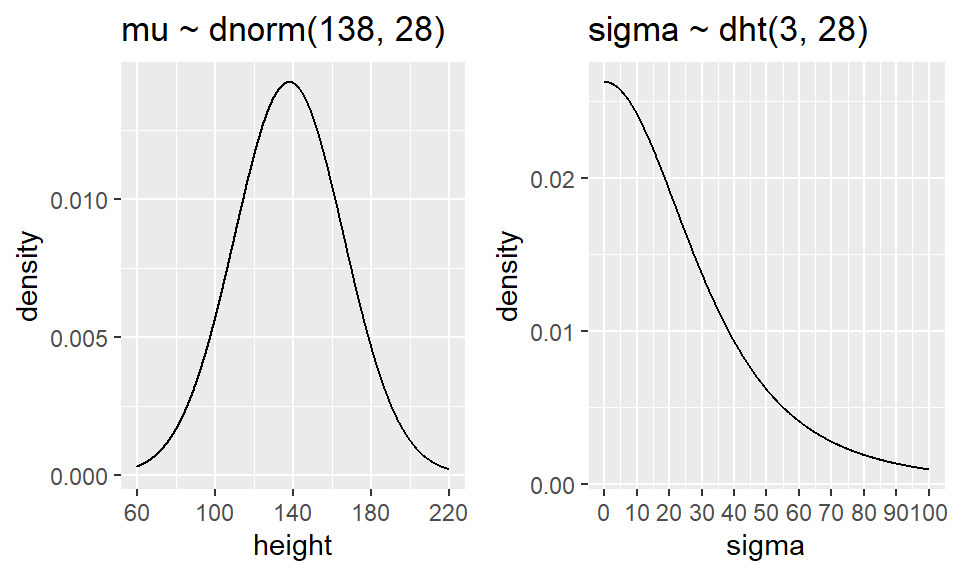 mu ~ dnorm(138, 28)
density
0.010
0.005
0.000
60 100 140 180 220
height
sigma ~ dht(3, 28)
density
0.02
0.01
0.00
0 10 20 30 40 50 60 70 80 90 100
sigma